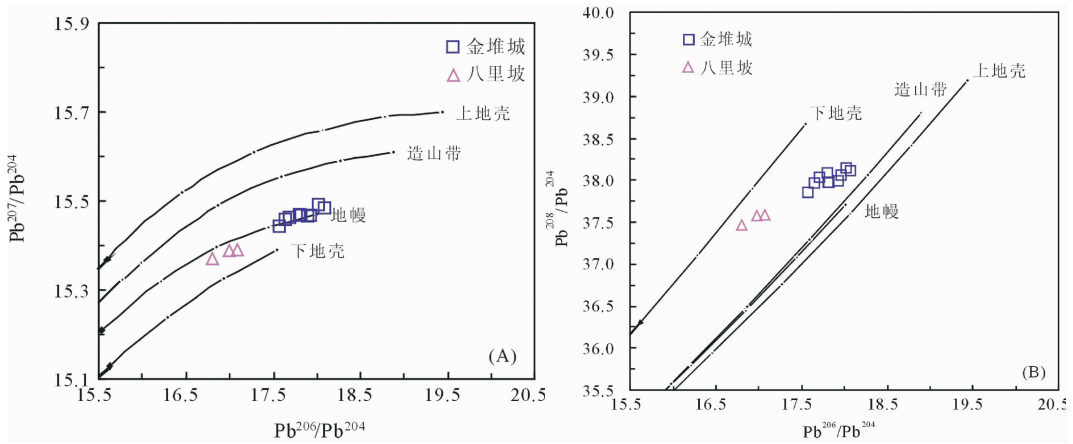 15.9
15.7
15.5
15.3
15.1
Pb207/Pb204
金堆城
八里坡
上地壳
造山带
地幔
下地壳
(A)
15.5 16.5 17.5 18.5 19.5 20.5
Pb206/Pb204
40.0
39.5
39.0
38.5
38.0
37.5
37.0
36.5
36.0
35.5
Pb208/Pb204
金堆城
八里坡
上地壳
造山带
下地壳
地幔
(B)
15.5 16.5 17.5 18.5 19.5 20.5
Pb206/Pb204